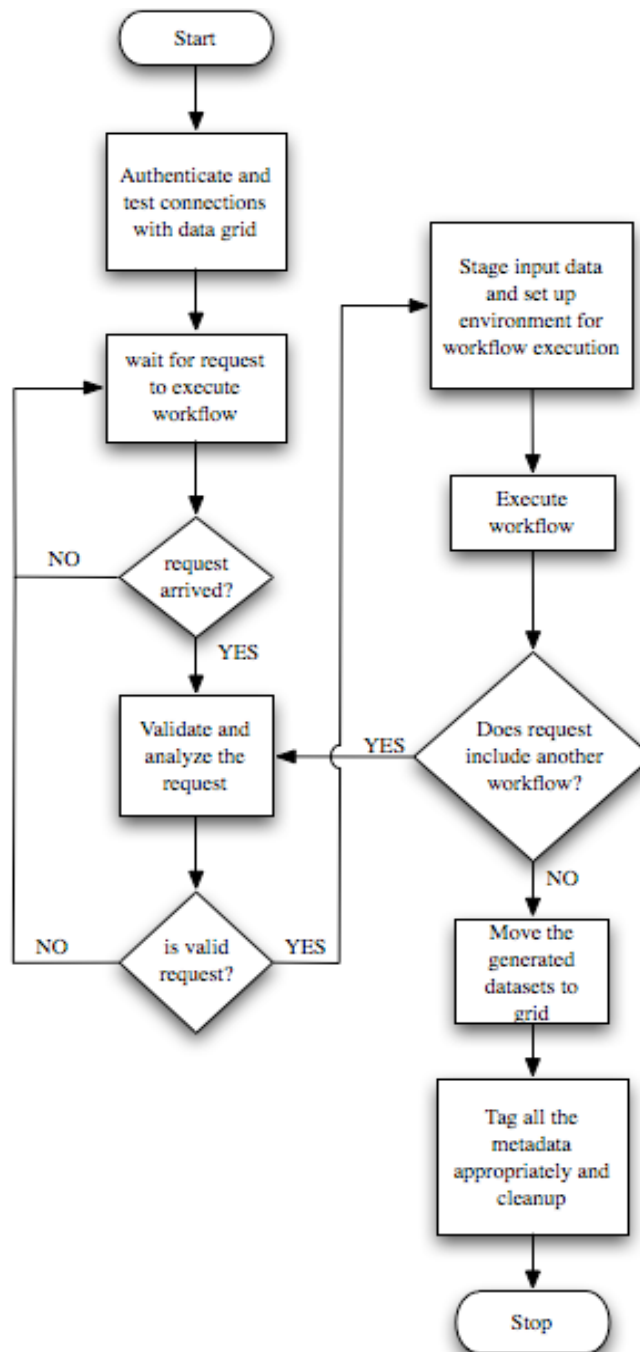 Start
Authenticate and
test connections
with data grid
wait for request
to execute
workflow
request
arrived?
NO
YES
Validate and
analyze the
request
is valid
request?
NO
YES
Stage input data
and set up
environment for
workflow execution
Execute
workflow
Does request
include another
workflow?
YES
NO
Move the
generated
datasets to
grid
Tag all the
metadada
appropriately and
cleanup
Stop